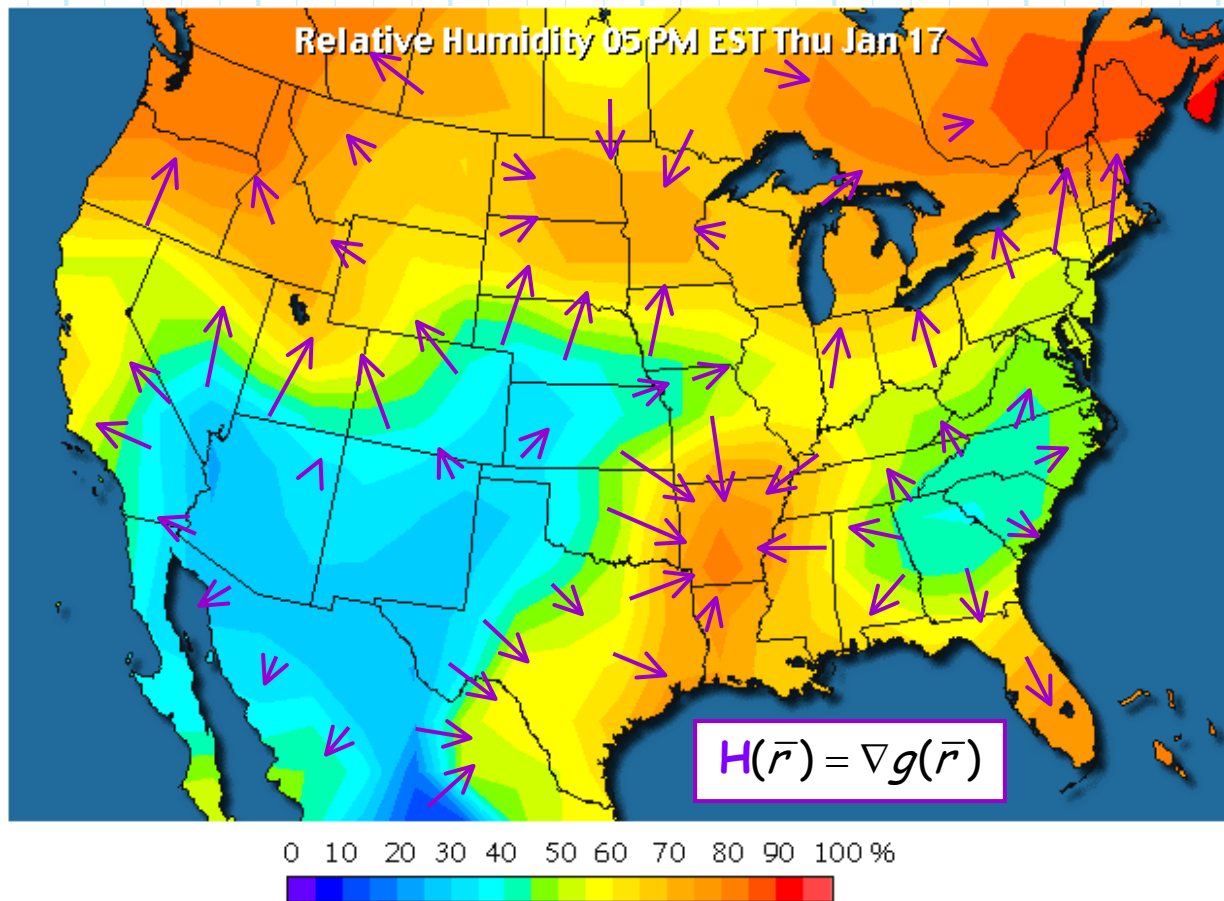 Relative Humidity 05 PM EST Thu Jan 17
H(r̅) = ∇g(r̅)
0 10 20 30 40 50 60 70 80 90 100 %